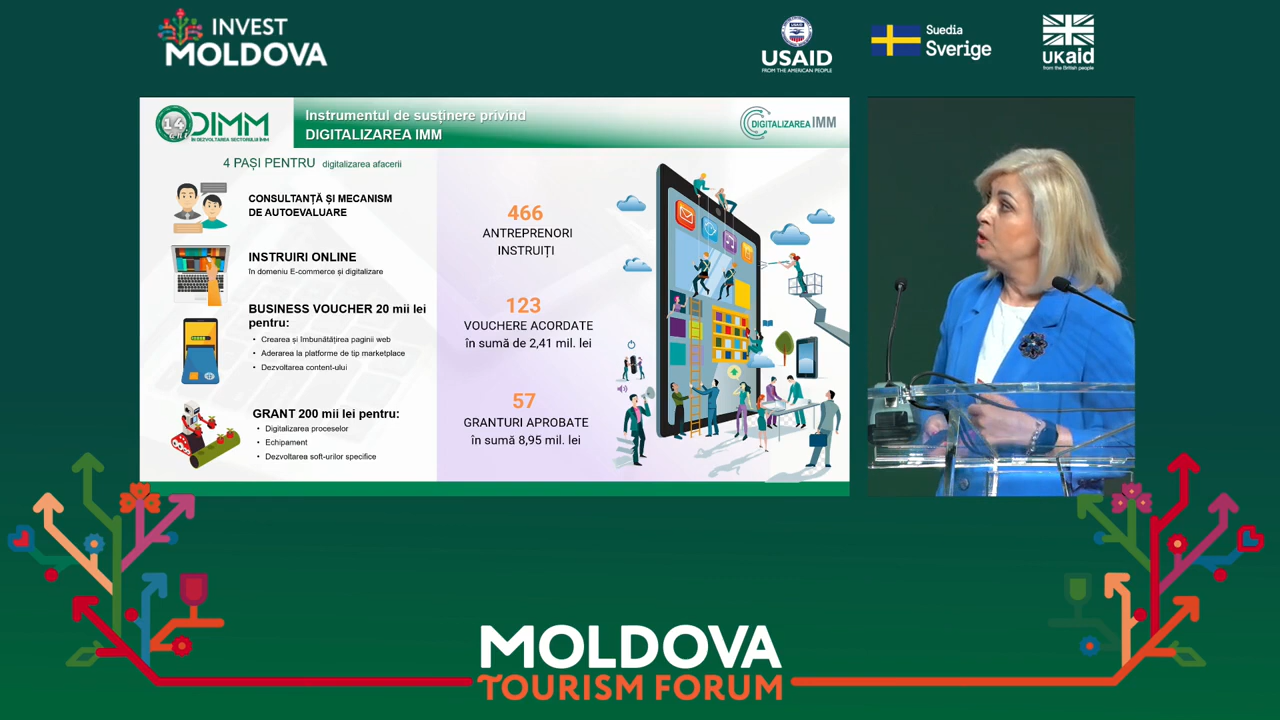 INVEST
MOLDOVA
USAID
FROM THE AMERICAN PEOPLE
Suedia
Sverige
UKaid
from the British people
14
ani
ODIMM
ÎN DEZVOLTAREA SECTORULUI ÎMM
Instrumentul de susținere privind
DIGITALIZAREA IMM
DIGITALIZAREA IMM
4 PAȘI PENTRU digitalizarea afacerii
CONSULTANȚĂ ȘI MECANISM
DE AUTOEVALUARE
INSTRUIRI ONLINE
în domeniu E-commerce și digitalizare
BUSINESS VOUCHER 20 mii lei
pentru:
• Crearea și îmbunătățirea paginii web
• Aderarea la platforme de tip marketplace
• Dezvoltarea content-ului
GRANT 200 mii lei pentru:
• Digitalizarea proceselor
• Echipament
• Dezvoltarea soft-urilor specifice
466
ANTREPRENORI
INSTRUIȚI
123
VOUCHERE ACORDATE
în sumă de 2,41 mil. lei
57
GRANTURI APROBATE
în sumă 8,95 mil. lei
MOLDOVA
TOURISM FORUM